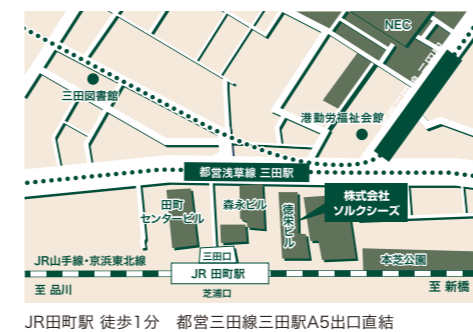 NEC
三田図書館
港勤労福祉会館
都営浅草線 三田駅
田町
センタービル
森永ビル
徳栄ビル
株式会社
ソルクシーズ
三田口
JR山手線・京浜東北線
JR 田町駅
本芝公園
至 品川
芝浦口
至 新橋
JR田町駅 徒歩1分 都営三田線三田駅A5出口直結